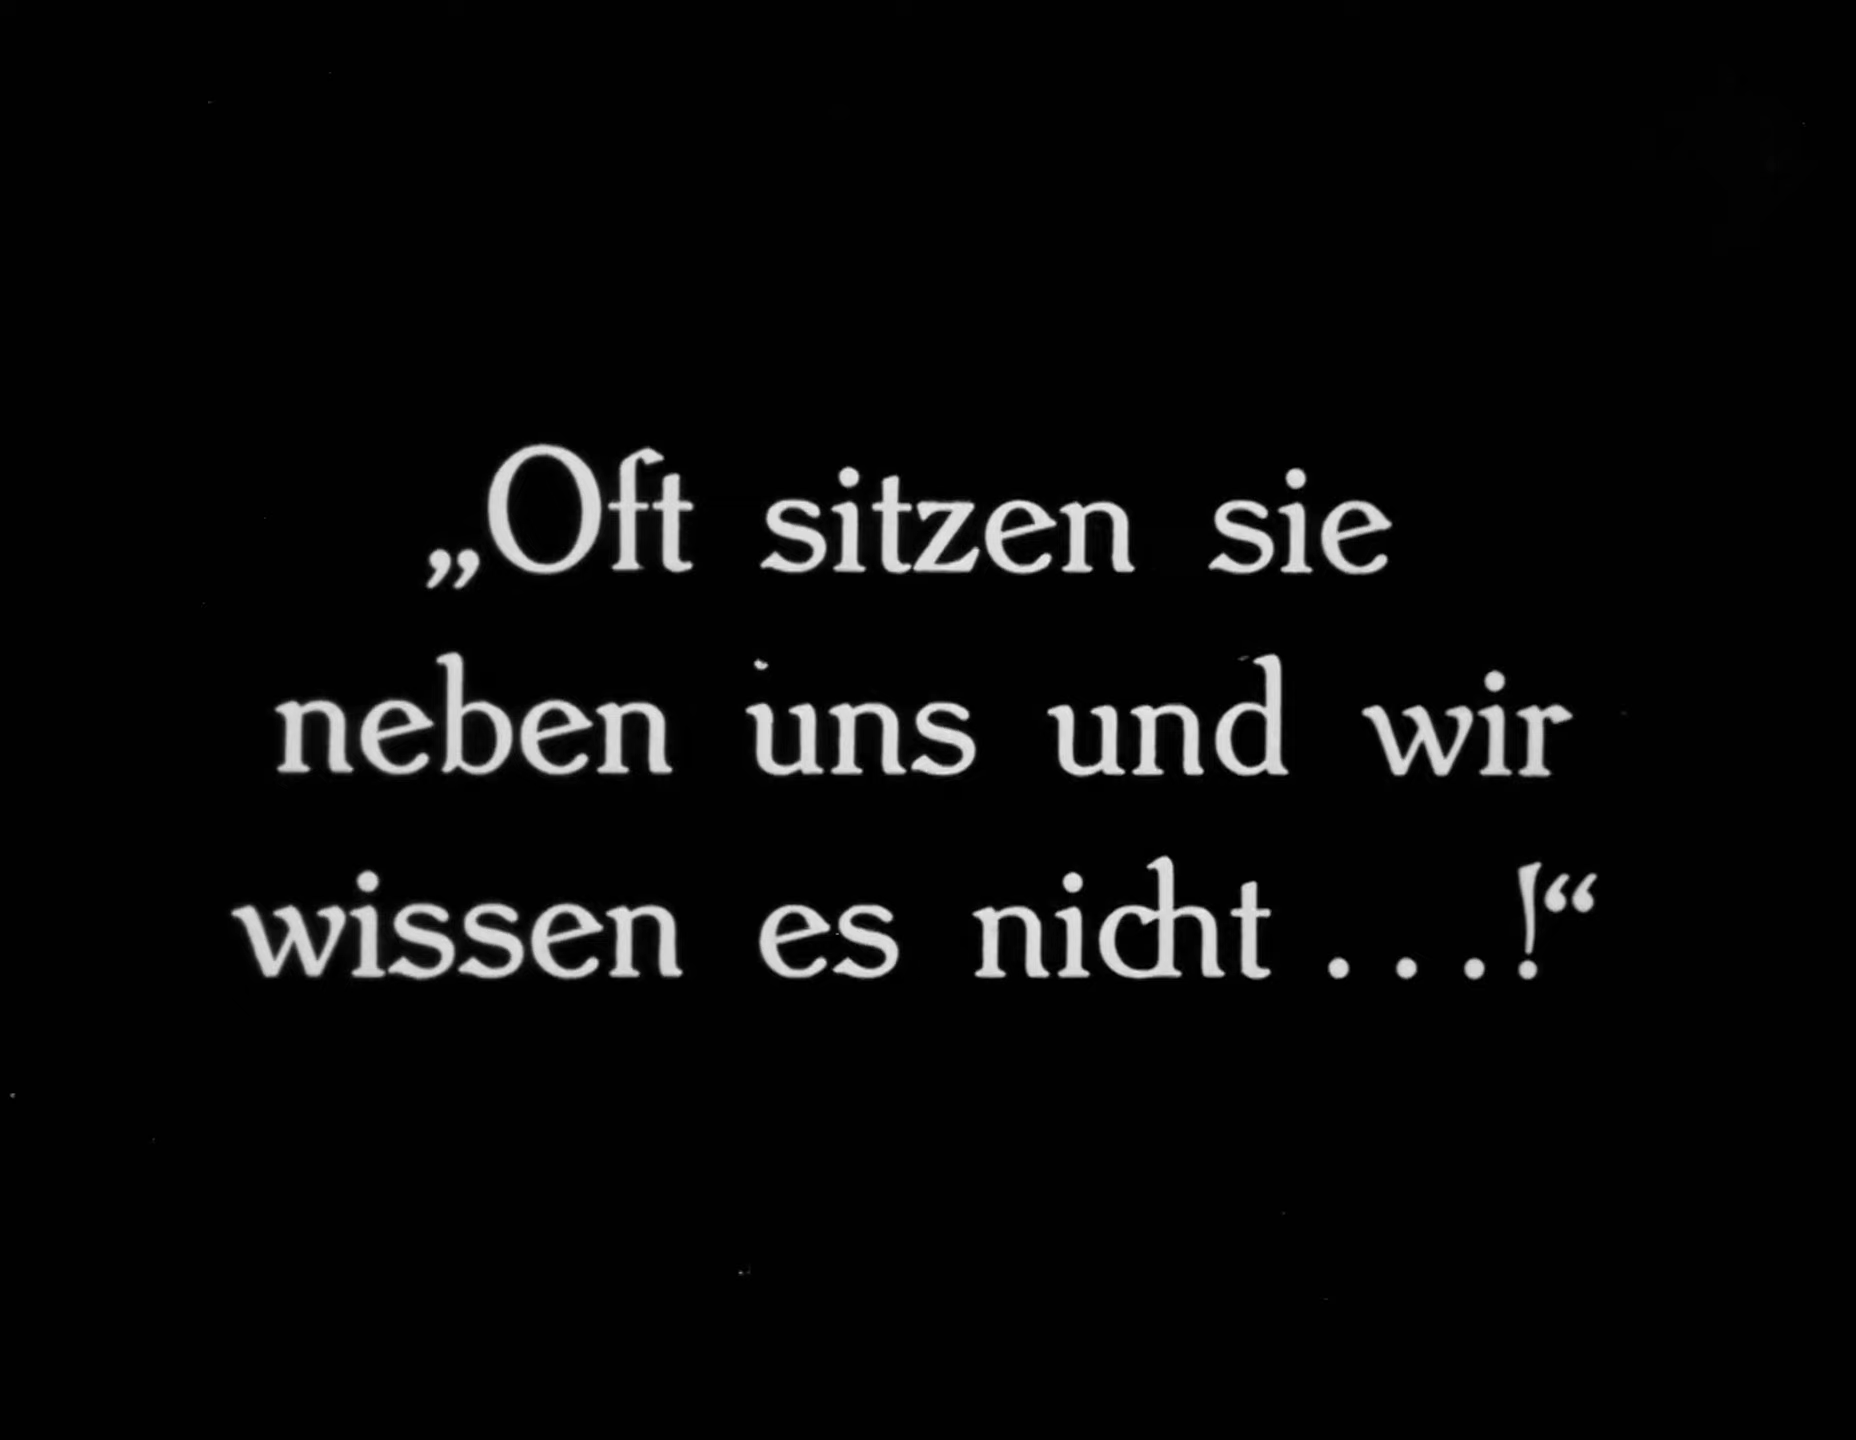 „Oft sitzen sie
neben uns und wir
wissen es nicht . . . !“